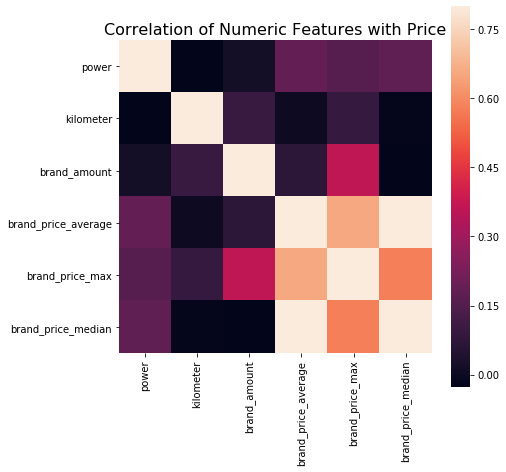 Correlation of Numeric Features with Price
power
kilometer
brand_amount
brand_price_average
brand_price_max
brand_price_median
power
kilometer
brand_amount
brand_price_average
brand_price_max
brand_price_median
0.75
0.60
0.45
0.30
0.15
0.00